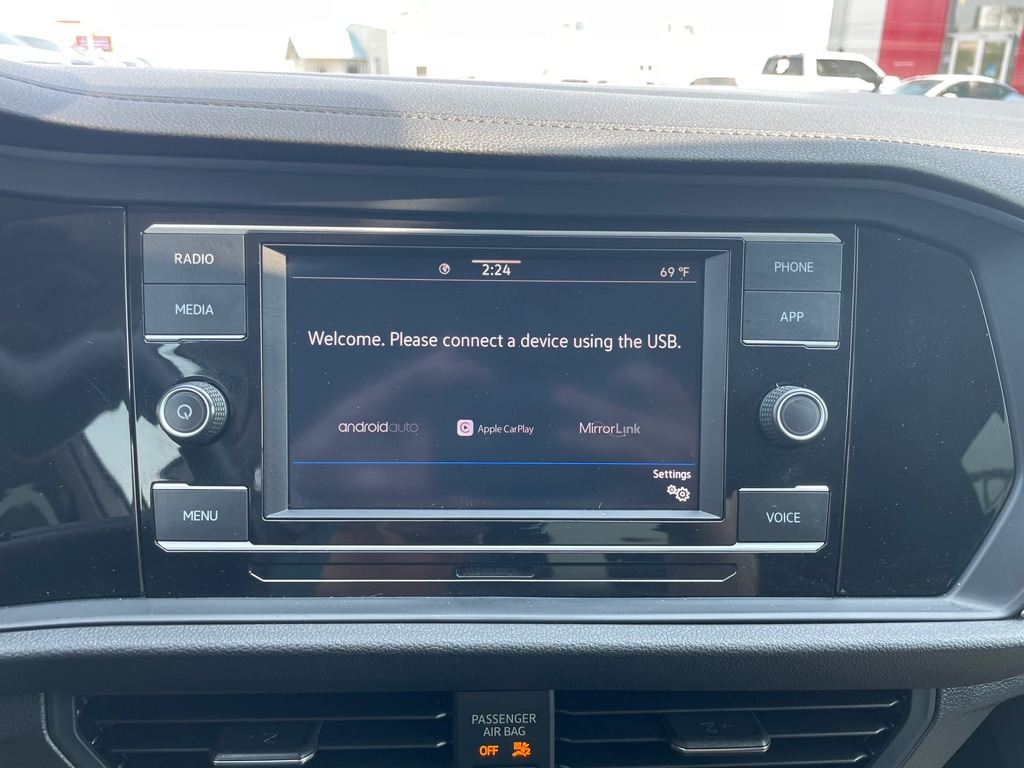 RADIO
MEDIA
2:24
69 °F
PHONE
APP
Welcome. Please connect a device using the USB.
androidauto
Apple CarPlay
MirrorLink
Settings
MENU
VOICE
PASSENGER
AIR BAG
OFF